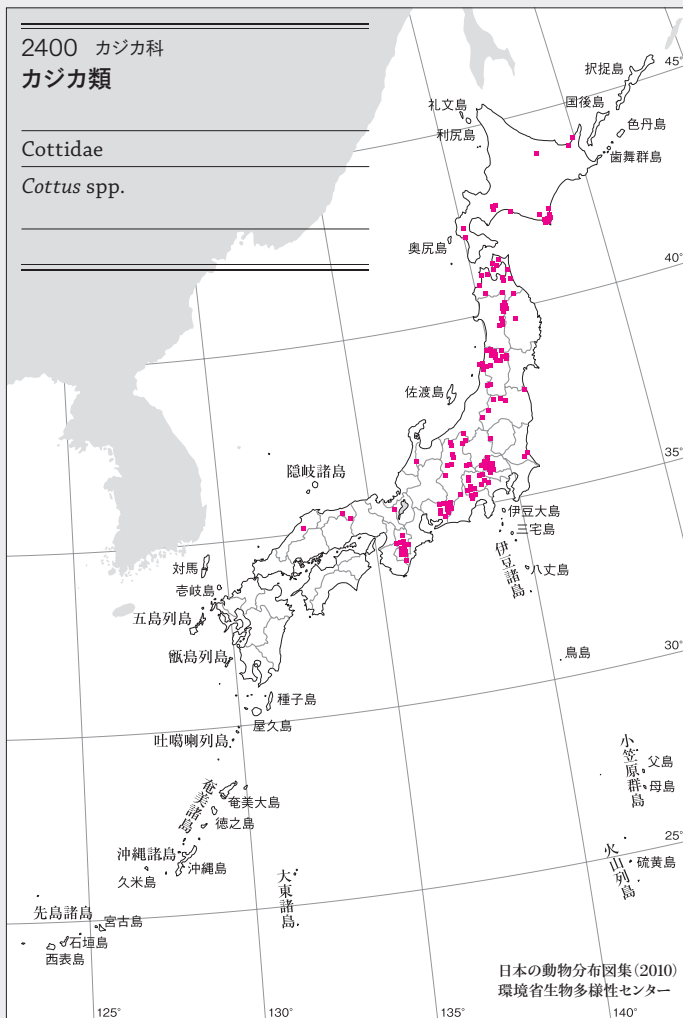 2400 カジカ科
カジカ類
Cottidae
Cottus spp.
択捉島
国後島
色丹島
歯舞群島
礼文島
利尻島
奥尻島
佐渡島
隠岐諸島
対馬
壱岐島
五島列島
甑島列島
種子島
屋久島
吐噶喇列島
奄美諸島
奄美大島
徳之島
沖縄諸島
沖縄島
久米島
先島諸島
宮古島
石垣島
西表島
大東諸島
伊豆大島
三宅島
伊豆諸島
八丈島
鳥島
小笠原群島
父島
母島
火山列島
硫黄島
45°
40°
35°
30°
25°
125°
130°
135°
140°
日本の動物分布図集(2010)
環境省生物多様性センター